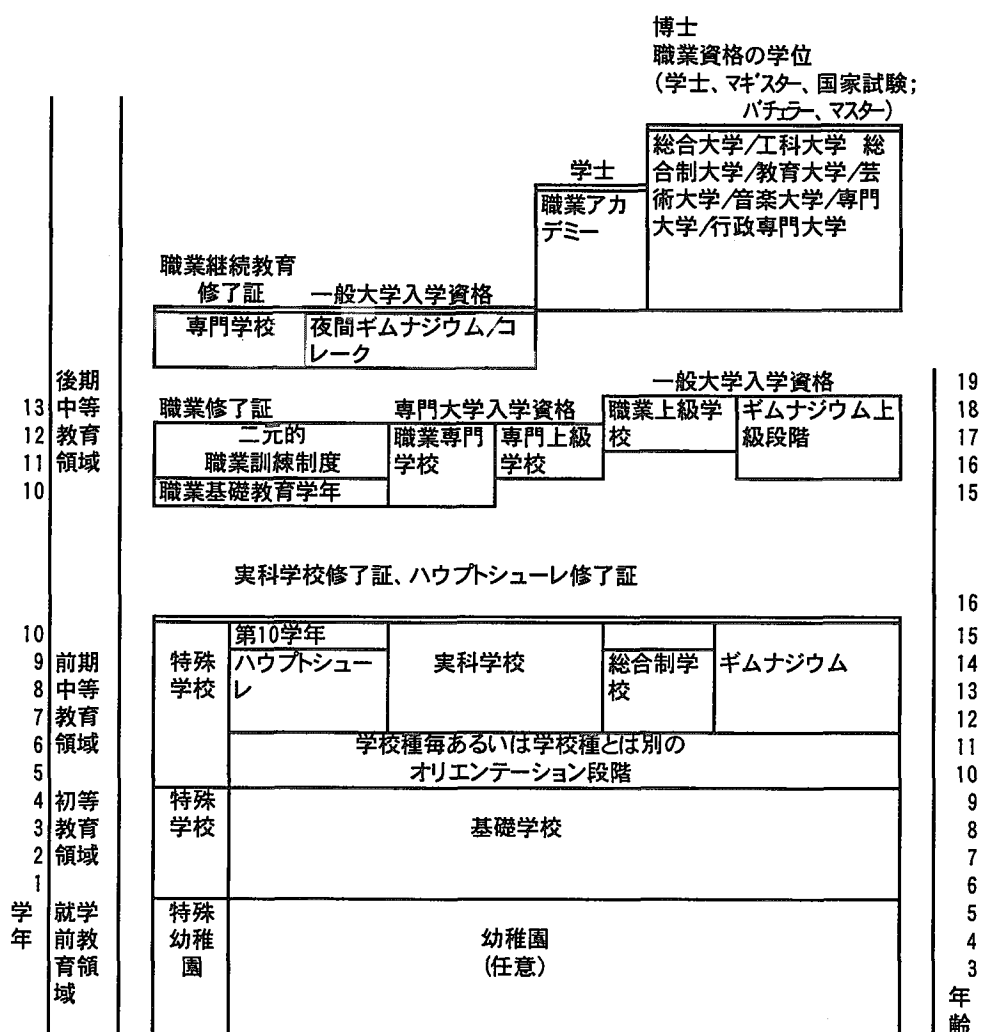 博士
職業資格の学位
(学士、マギスター、国家試験;
バチェラー、マスター)
総合大学/工科大学 総
合制大学/教育大学/芸
術大学/音楽大学/専門
大学/行政専門大学
学士
職業アカ
デミー
職業継続教育
修了証
一般大学入学資格
専門学校
夜間ギムナジウム/コ
レーク
後期
中等
教育
領域
13
12
11
10
一般大学入学資格
職業修了証
専門大学入学資格
二元的
職業訓練制度
職業基礎教育学年
職業専門
学校
専門上級
学校
職業上級学
校
ギムナジウム上
級段階
19
18
17
16
15
実科学校修了証、ハウプトシューレ修了証
10
9
8
7
6
5
前期
中等
教育
領域
特殊
学校
第10学年
ハウプトシュー
レ
実科学校
総合制学
校
ギムナジウム
学校種毎あるいは学校種とは別の
オリエンテーション段階
16
15
14
13
12
11
10
4
3
2
1
初等
教育
領域
特殊
学校
基礎学校
9
8
7
6
学
年
就学
前教
育領
域
特殊
幼稚
園
幼稚園
(任意)
5
4
3
年
齢